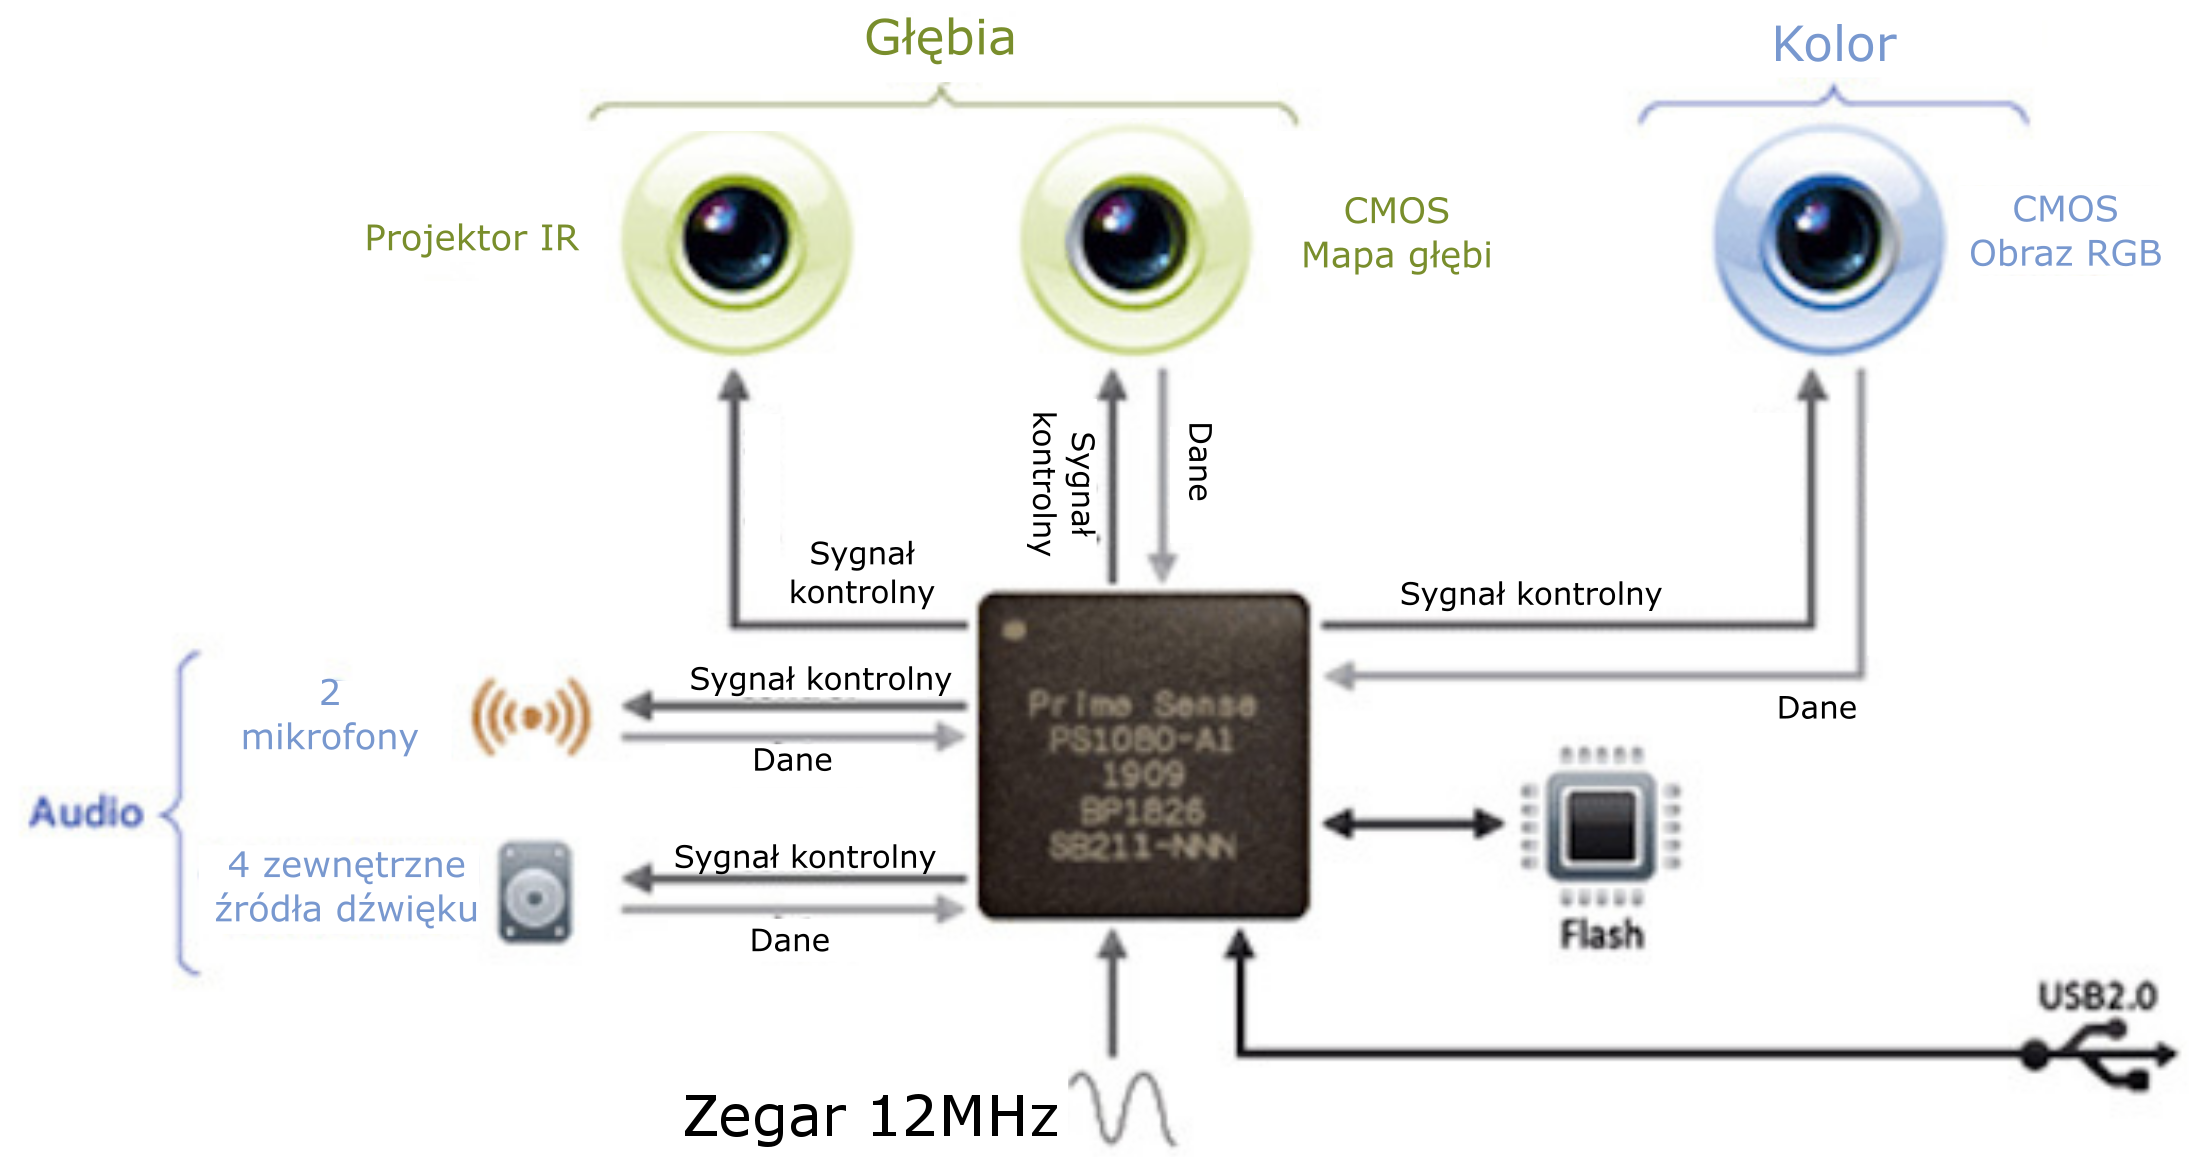 Głębia
Kolor
Projektor IR
CMOS
Mapa głębi
CMOS
Obraz RGB
Sygnał
kontrolny
Dane
Sygnał
kontrolny
Sygnał kontrolny
Dane
2
mikrofony
Sygnał kontrolny
Dane
Audio
4 zewnętrzne
źródła dźwięku
Sygnał kontrolny
Dane
Prime Sense
PS1080-A1
1909
BP1826
SB211-NNN
Flash
USB2.0
Zegar 12MHz